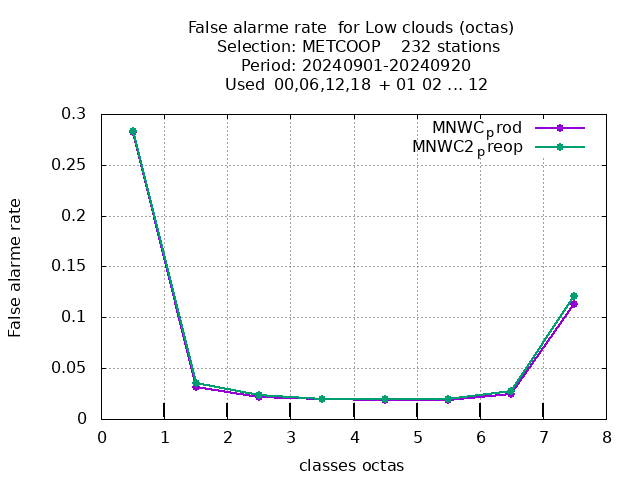 False alarme rate  for Low clouds (octas)
Selection: METCOOP    232 stations
Period: 20240901-20240920
Used  00,06,12,18 + 01 02 ... 12
MNWCprod
MNWC2preop
0.3
0.25
0.2
0.15
0.1
0.05
0
False alarme rate
0 1 2 3 4 5 6 7 8
classes octas